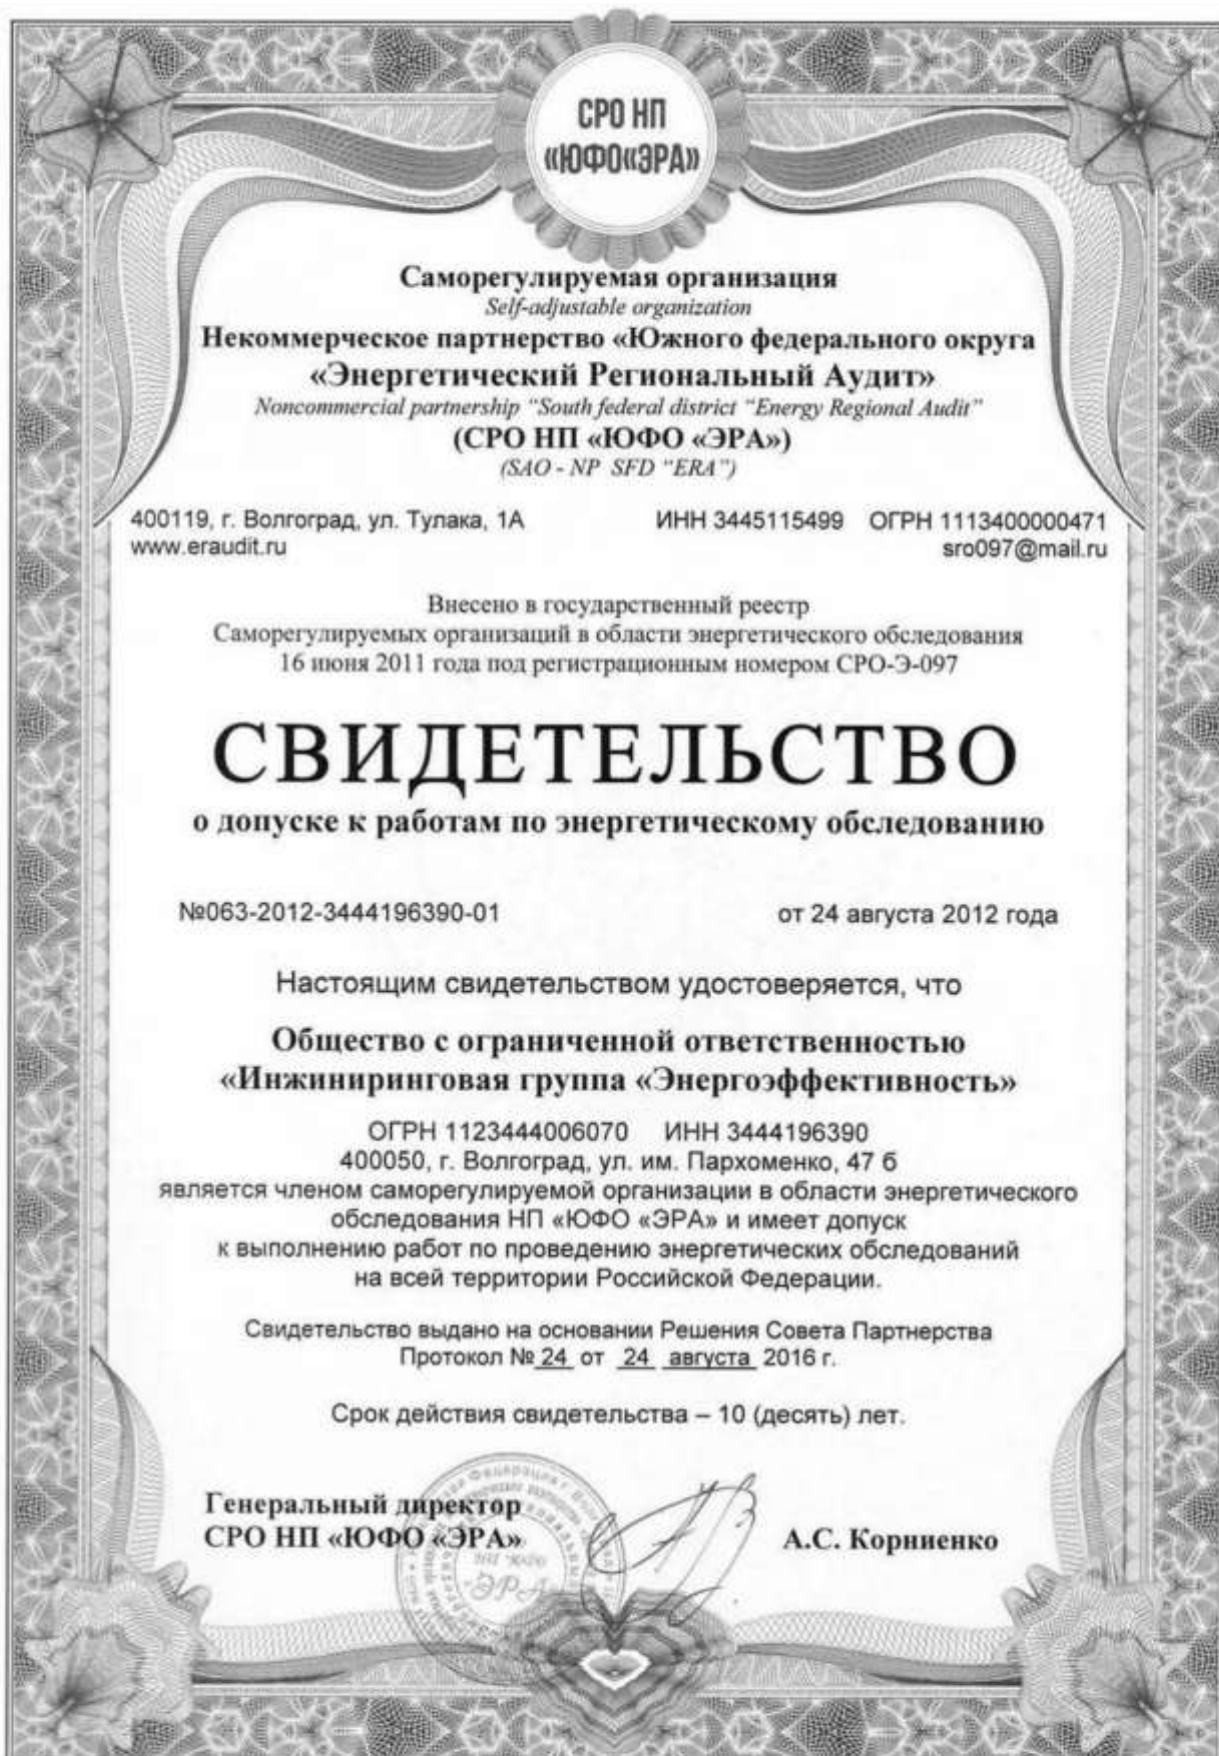 СРО НП
«ЮФО«ЭРА»
Саморегулируемая организация
Self-adjustable organization
Некоммерческое партнерство «Южного федерального округа
«Энергетический Региональный Аудит»
Noncommercial partnership "South federal district "Energy Regional Audit"
(СРО НП «ЮФО «ЭРА»)
(SAO - NP SFD "ERA")
400119, г. Волгоград, ул. Тулака, 1А ИНН 3445115499 ОГРН 1113400000471
www.eraudit.ru sro097@mail.ru
Внесено в государственный реестр
Саморегулируемых организаций в области энергетического обследования
16 июня 2011 года под регистрационным номером СРО-Э-097
СВИДЕТЕЛЬСТВО
о допуске к работам по энергетическому обследованию
№063-2012-3444196390-01 от 24 августа 2012 года
Настоящим свидетельством удостоверяется, что
Общество с ограниченной ответственностью
«Инжиниринговая группа «Энергоэффективность»
ОГРН 1123444006070 ИНН 3444196390
400050, г. Волгоград, ул. им. Пархоменко, 47 б
является членом саморегулируемой организации в области энергетического
обследования НП «ЮФО «ЭРА» и имеет допуск
к выполнению работ по проведению энергетических обследований
на всей территории Российской Федерации.
Свидетельство выдано на основании Решения Совета Партнерства
Протокол № 24 от 24 августа 2016 г.
Срок действия свидетельства – 10 (десять) лет.
Генеральный директор
СРО НП «ЮФО «ЭРА» А.С. Корниенко
ЭРА